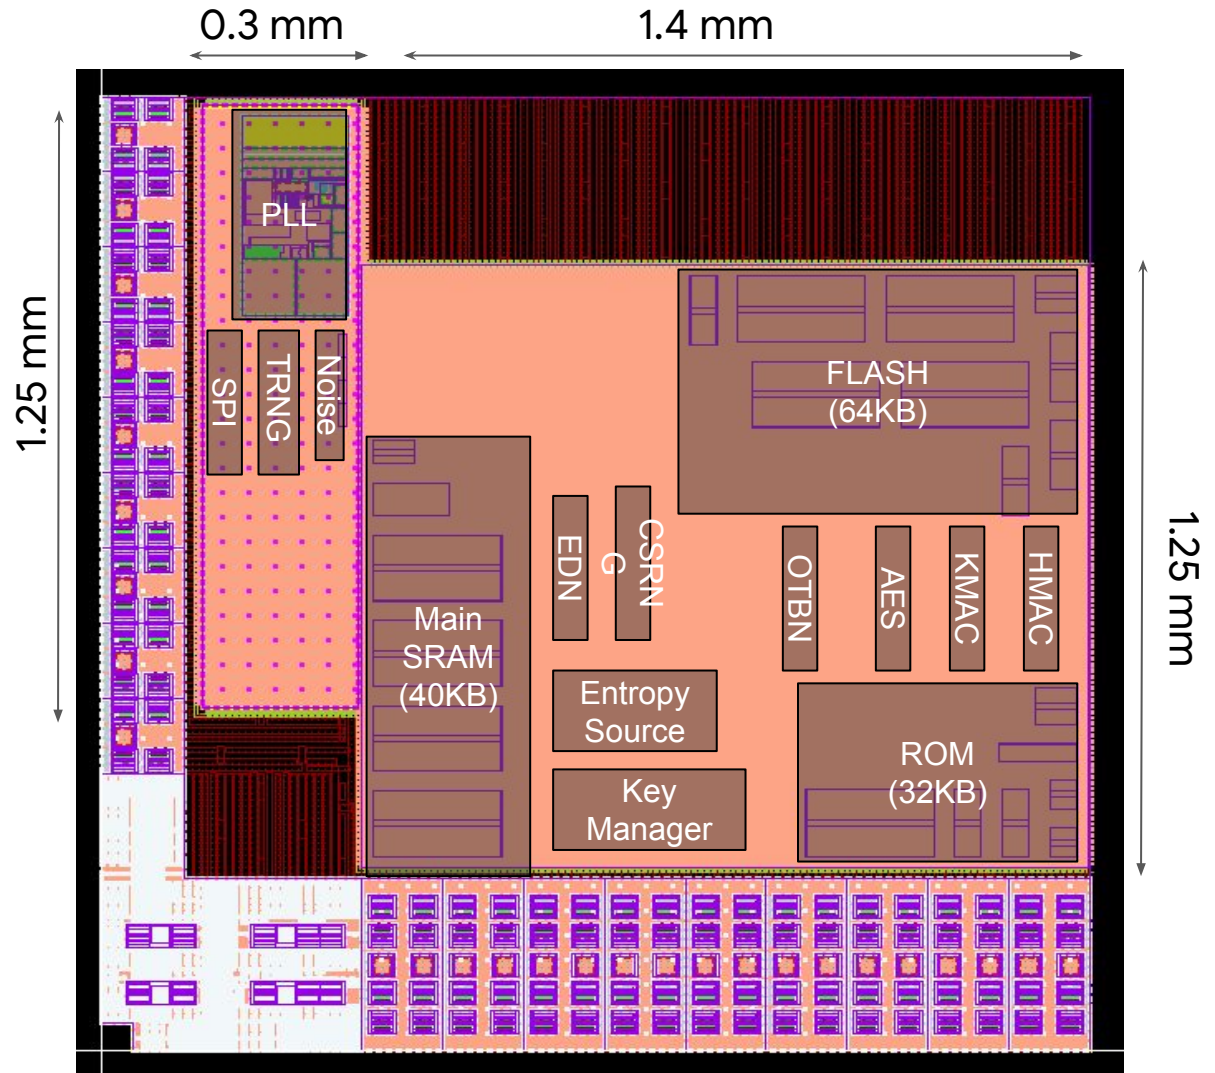 0.3 mm
1.4 mm
1.25 mm
PLL
SPI
TRNG
Noise
FLASH
(64KB)
EDN
CSRN
G
OTBN
AES
KMAC
HMAC
1.25 mm
Main
SRAM
(40KB)
Entropy
Source
Key
Manager
ROM
(32KB)